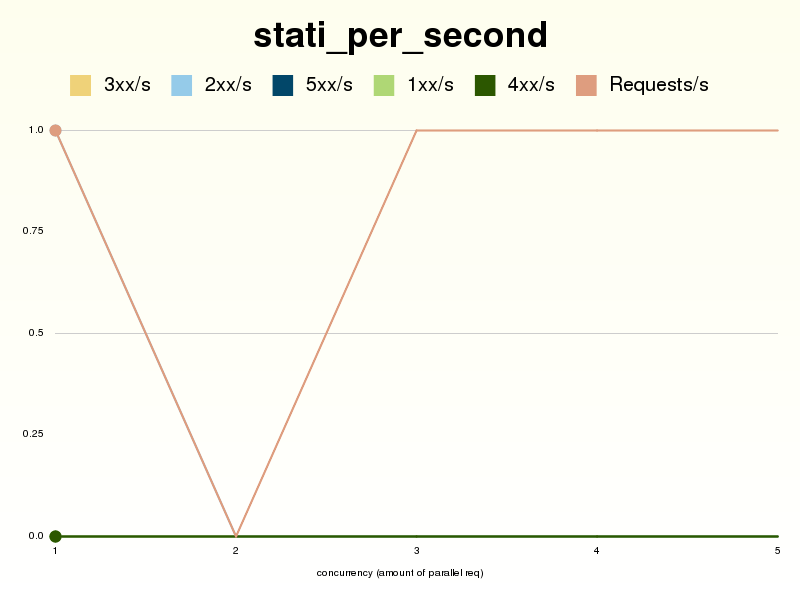 stati_per_second
3xx/s 2xx/s 5xx/s 1xx/s 4xx/s Requests/s
1.0
0.75
0.5
0.25
0.0
1 2 3 4 5
concurrency (amount of parallel req)